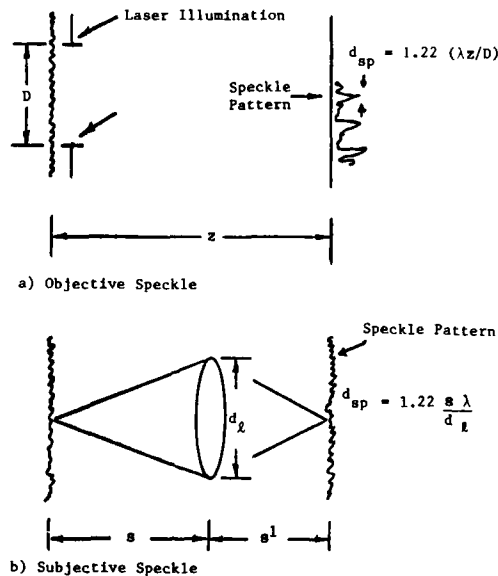 Laser Illumination
d_sp = 1.22 (λz/D)
D
Speckle
Pattern
z
a) Objective Speckle
Speckle Pattern
d_ℓ
d_sp = 1.22 s λ / d_ℓ
s
s¹
b) Subjective Speckle